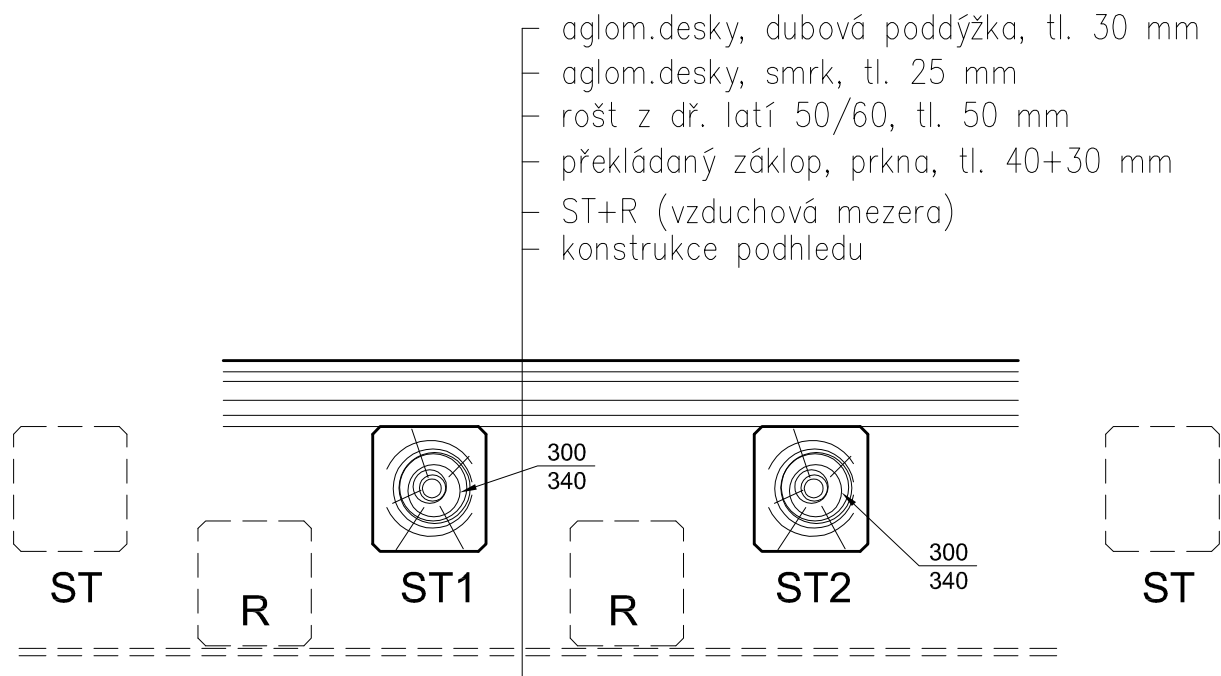 aglom.desky, dubová poddýžka, tl. 30 mm
aglom.desky, smrk, tl. 25 mm
rošt z dř. latí 50/60, tl. 50 mm
překládaný záklop, prkna, tl. 40+30 mm
ST+R (vzduchová mezera)
konstrukce podhledu
300
340
300
340
ST
R
ST1
R
ST2
ST